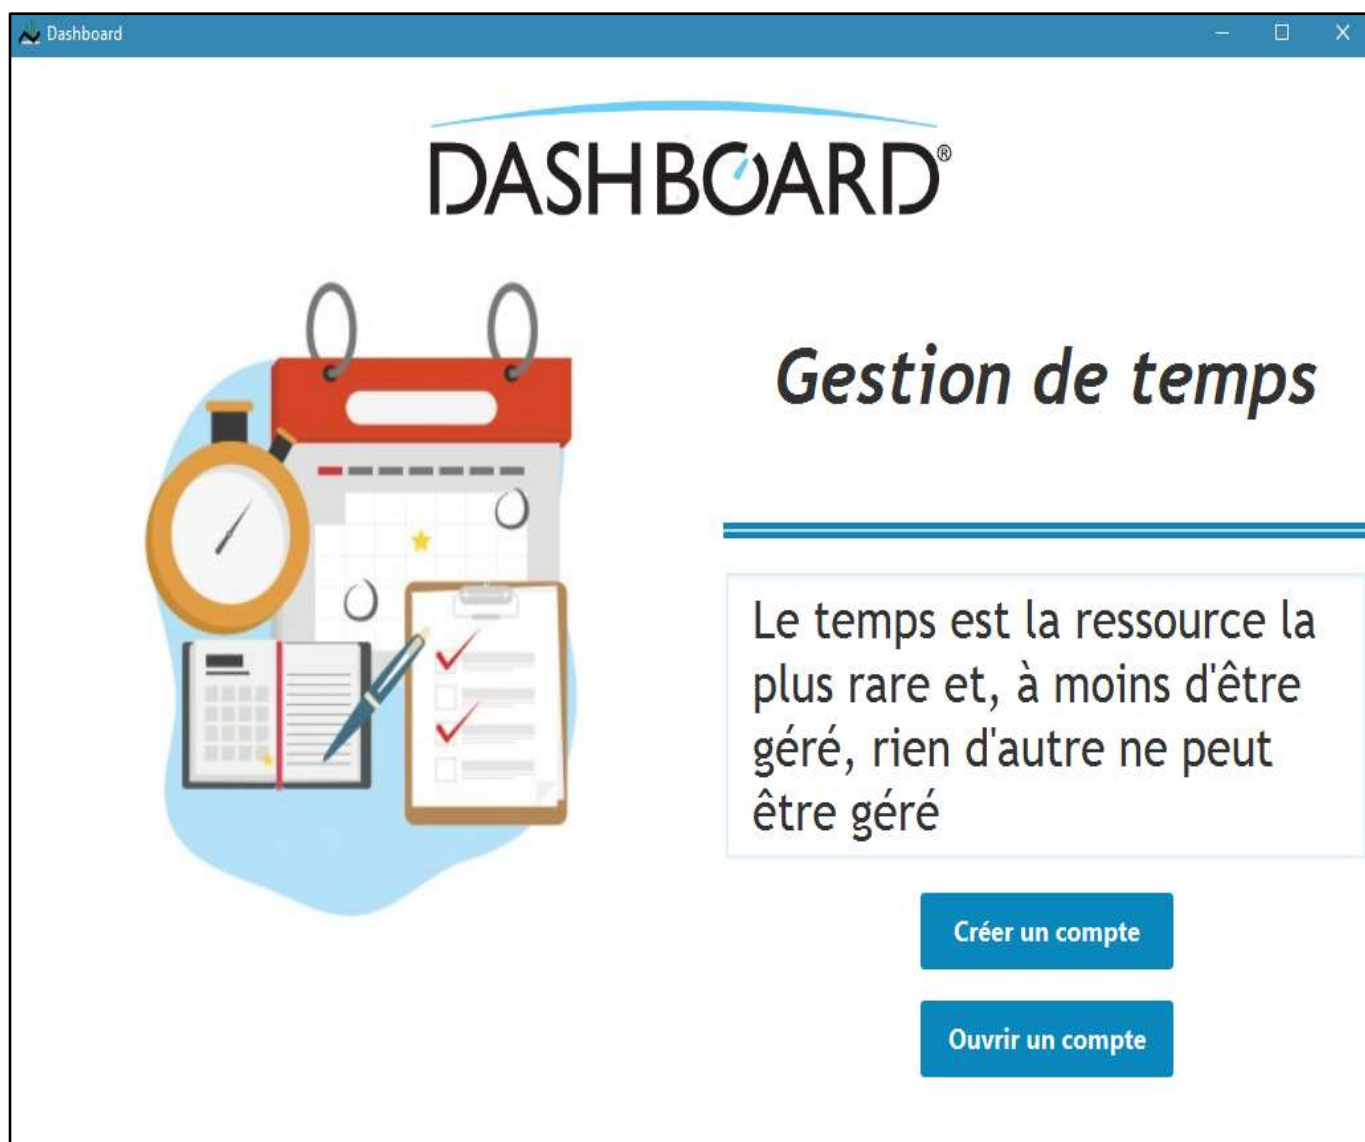 Dashboard
DASHBOARD®
Gestion de temps
Le temps est la ressource la
plus rare et, à moins d'être
géré, rien d'autre ne peut
être géré
Créer un compte
Ouvrir un compte